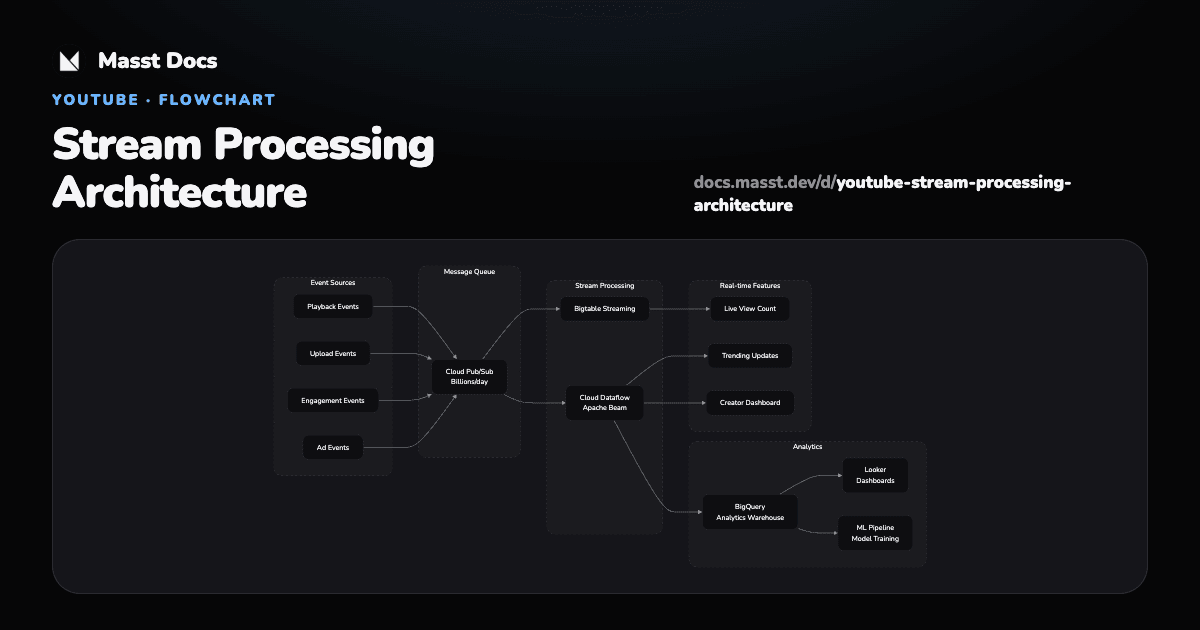 Masst Docs
YOUTUBE · FLOWCHART
Stream Processing
Architecture
docs.masst.dev/d/youtube-stream-processing-
architecture
Event Sources
Playback Events
Upload Events
Engagement Events
Ad Events
Message Queue
Cloud Pub/Sub
Billions/day
Stream Processing
Bigtable Streaming
Cloud Dataflow
Apache Beam
Real-time Features
Live View Count
Trending Updates
Creator Dashboard
Analytics
BigQuery
Analytics Warehouse
Looker
Dashboards
ML Pipeline
Model Training